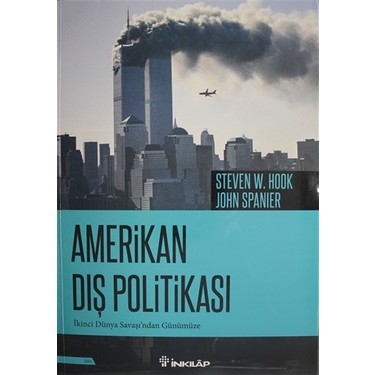 STEVEN W. HOOK
JOHN SPANIER
AMERİKAN
DIŞ POLİTİKASI
İkinci Dünya Savaşı'ndan Günümüze
İNKILÂP